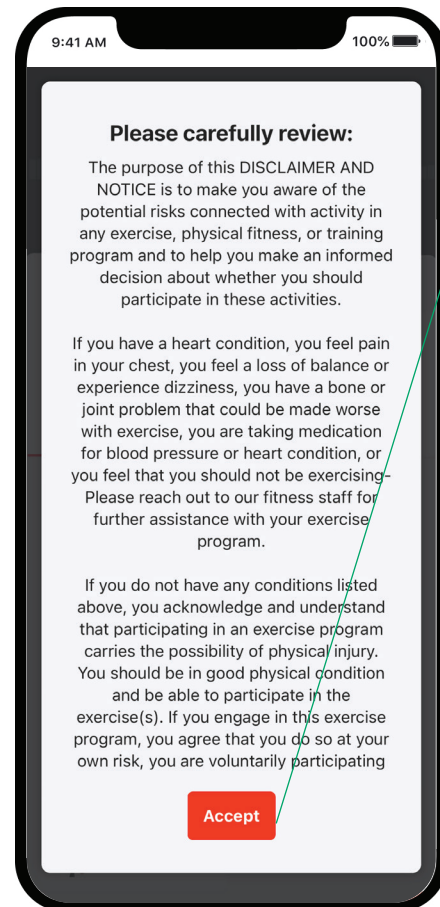 9:41 AM 100%
Please carefully review:
The purpose of this DISCLAIMER AND
NOTICE is to make you aware of the
potential risks connected with activity in
any exercise, physical fitness, or training
program and to help you make an informed
decision about whether you should
participate in these activities.
If you have a heart condition, you feel pain
in your chest, you feel a loss of balance or
experience dizziness, you have a bone or
joint problem that could be made worse
with exercise, you are taking medication
for blood pressure or heart condition, or
you feel that you should not be exercising-
Please reach out to our fitness staff for
further assistance with your exercise
program.
If you do not have any conditions listed
above, you acknowledge and understand
that participating in an exercise program
carries the possibility of physical injury.
You should be in good physical condition
and be able to participate in the
exercise(s). If you engage in this exercise
program, you agree that you do so at your
own risk, you are voluntarily participating
Accept